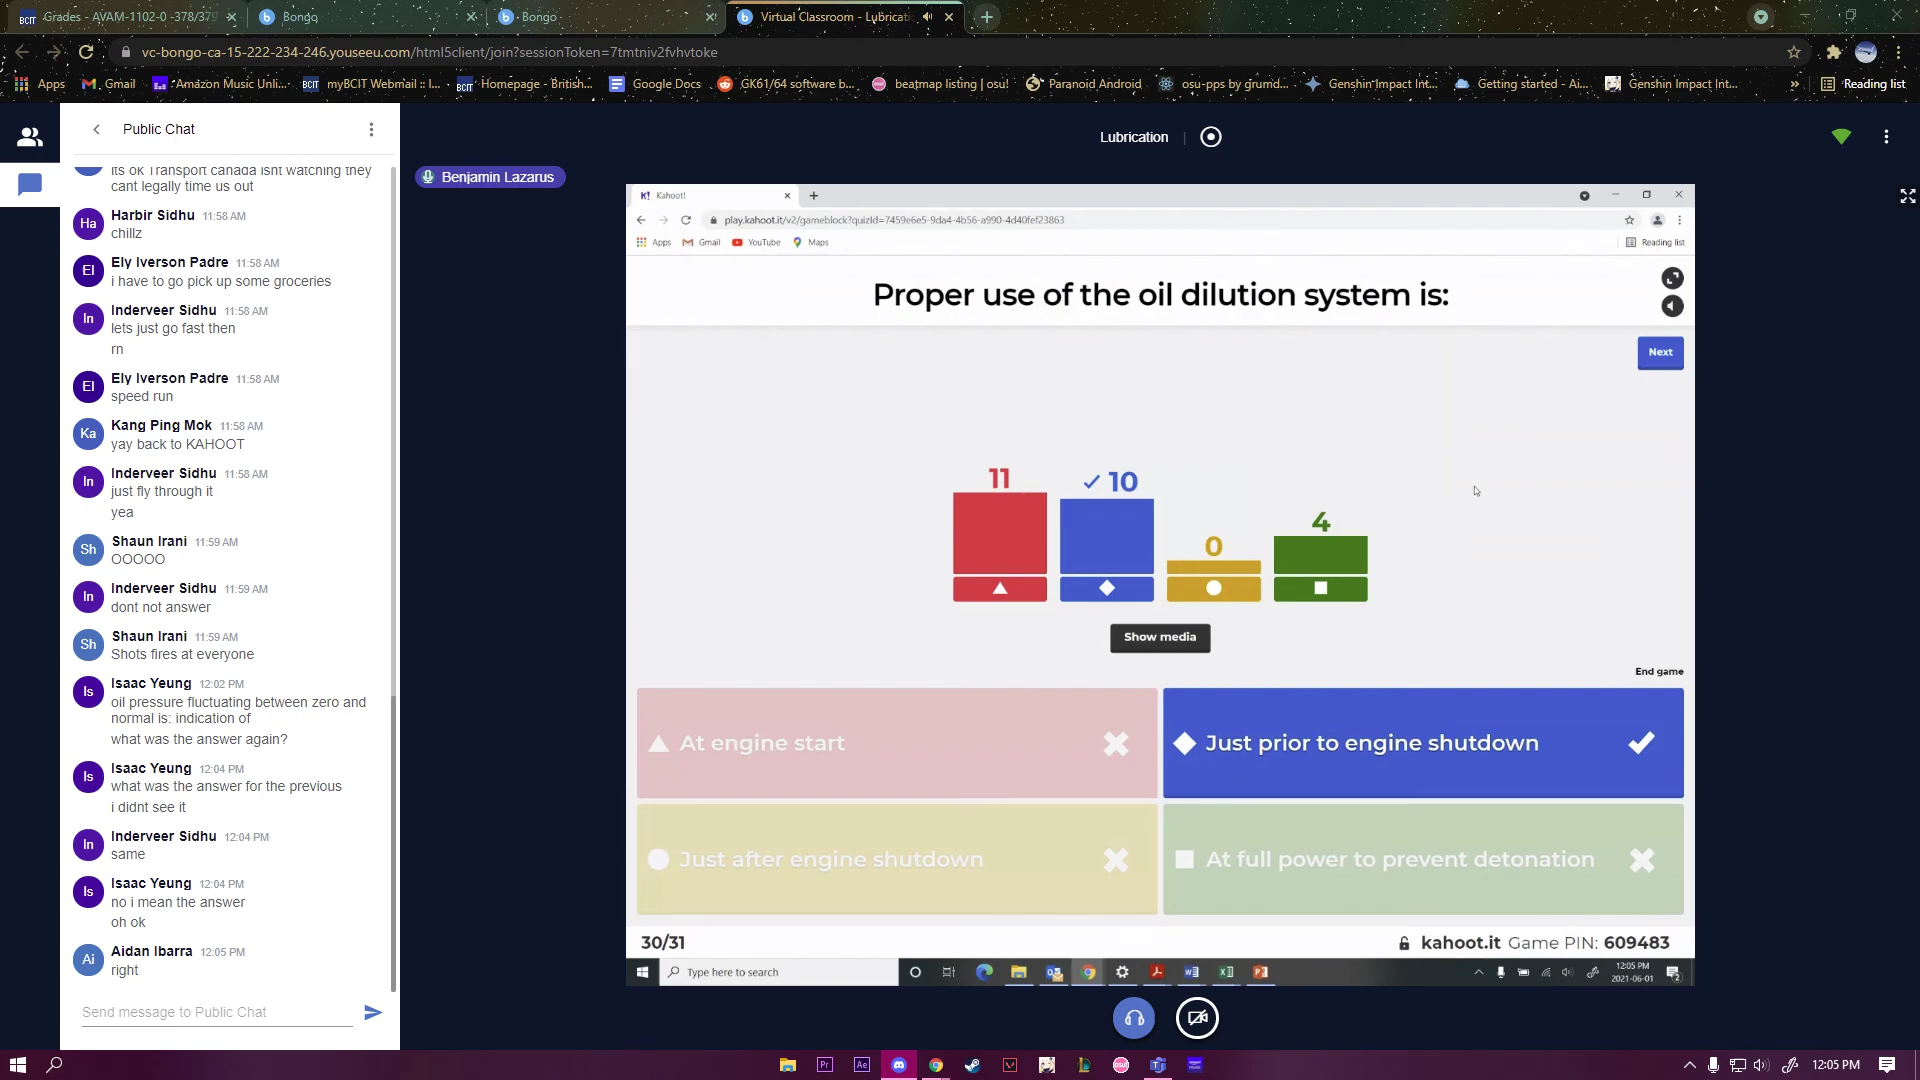 Grades - AVAM-1102-0 -378/379
Bongo
Bongo
Virtual Classroom - Lubricati
vc-bongo-ca-15-222-234-246.youseeu.com/html5client/join?sessionToken=7tmtniv2fvhvtoke
Apps
Gmail
Amazon Music Unli...
myBCIT Webmail :: I...
Homepage - British...
Google Docs
GK61/64 software b...
beatmap listing | osu!
Paranoid Android
osu-pps by grumd...
Genshin Impact Int...
Getting started - Ai...
Genshin Impact Int...
»
Reading list
Public Chat
its ok Transport canada isnt watching they
cant legally time us out
Ha
Harbir Sidhu 11:58 AM
chillz
El
Ely Iverson Padre 11:58 AM
i have to go pick up some groceries
In
Inderveer Sidhu 11:58 AM
lets just go fast then
rn
El
Ely Iverson Padre 11:58 AM
speed run
Ka
Kang Ping Mok 11:58 AM
yay back to KAHOOT
In
Inderveer Sidhu 11:58 AM
just fly through it
yea
Sh
Shaun Irani 11:59 AM
OOOOO
In
Inderveer Sidhu 11:59 AM
dont not answer
Sh
Shaun Irani 11:59 AM
Shots fires at everyone
Is
Isaac Yeung 12:02 PM
oil pressure fluctuating between zero and
normal is: indication of
what was the answer again?
Is
Isaac Yeung 12:04 PM
what was the answer for the previous
i didnt see it
In
Inderveer Sidhu 12:04 PM
same
Is
Isaac Yeung 12:04 PM
no i mean the answer
oh ok
Ai
Aidan Ibarra 12:05 PM
right
Send message to Public Chat
Lubrication
Benjamin Lazarus
K! Kahoot!
play.kahoot.it/v2/gameblock?quizId=7459e6e5-9da4-4b56-a990-4d40fef23863
Apps
Gmail
YouTube
Maps
Reading list
Proper use of the oil dilution system is:
Next
11
10
0
4
Show media
End game
At engine start
Just prior to engine shutdown
Just after engine shutdown
At full power to prevent detonation
30/31
kahoot.it Game PIN: 609483
Type here to search
12:05 PM
2021-06-01
12:05 PM